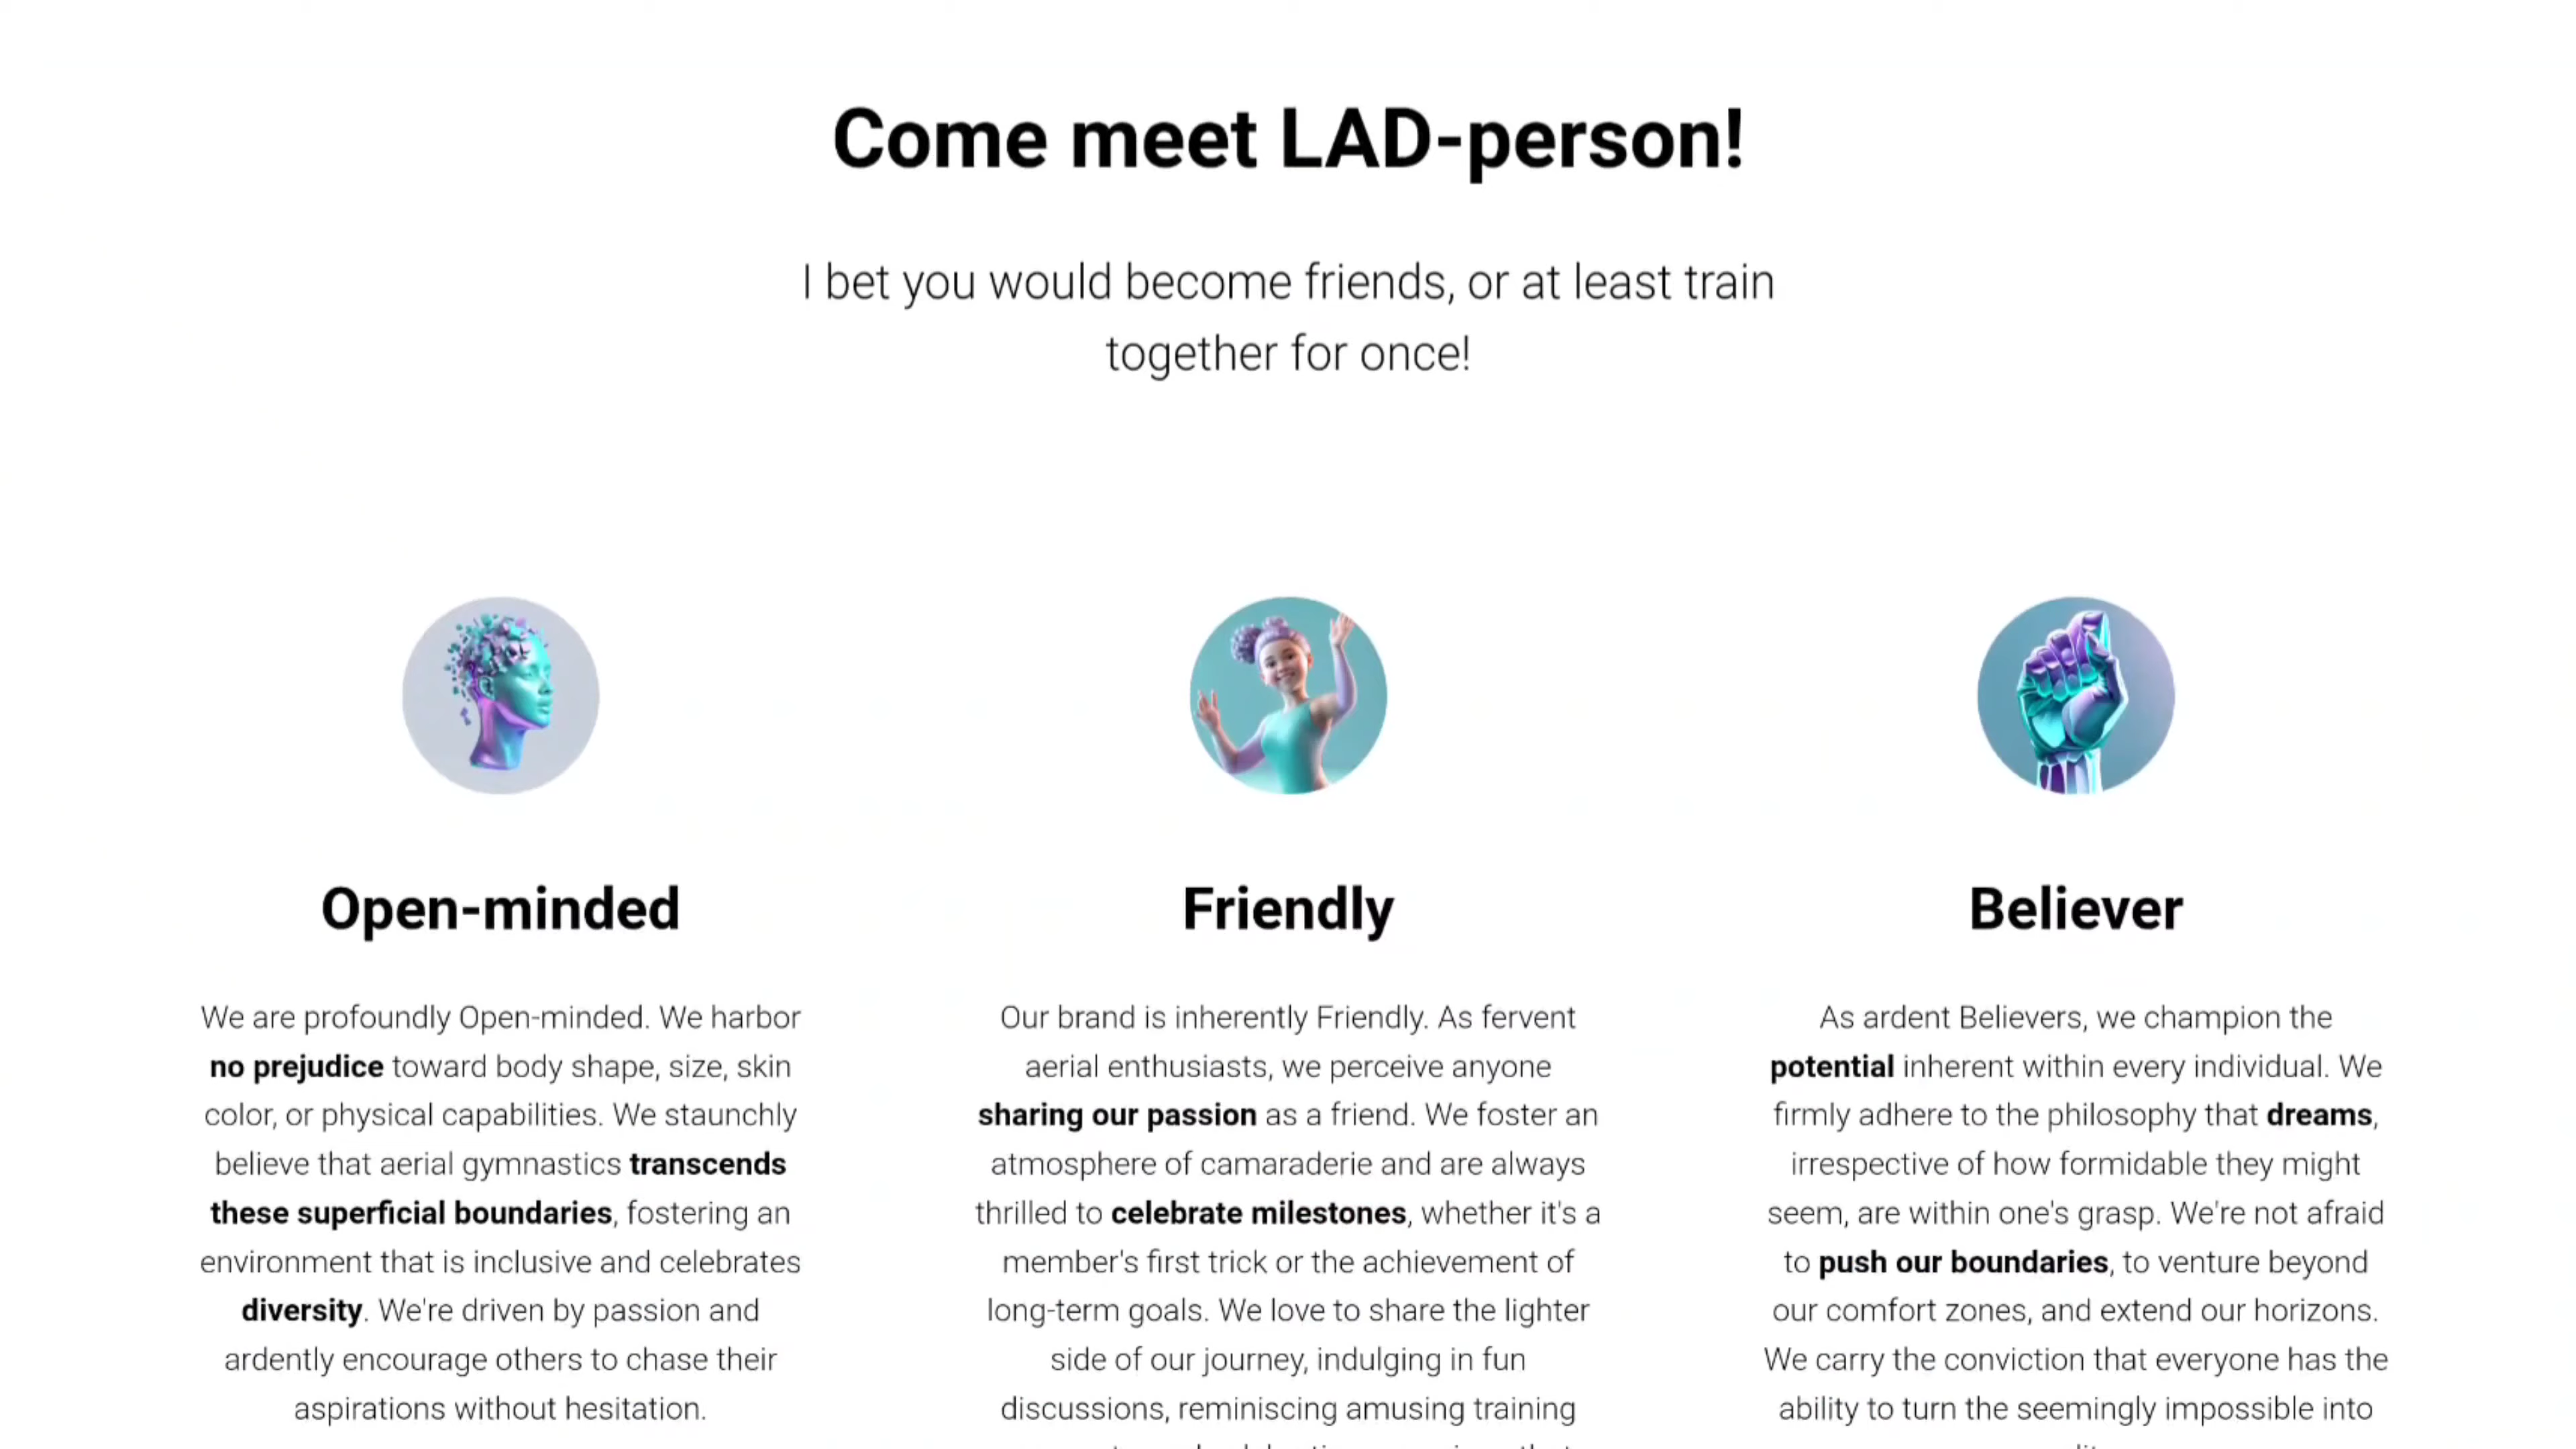 Come meet LAD-person!
I bet you would become friends, or at least train
together for once!
Open-minded
We are profoundly Open-minded. We harbor
no prejudice toward body shape, size, skin
color, or physical capabilities. We staunchly
believe that aerial gymnastics transcends
these superficial boundaries, fostering an
environment that is inclusive and celebrates
diversity. We're driven by passion and
ardently encourage others to chase their
aspirations without hesitation.
Friendly
Our brand is inherently Friendly. As fervent
aerial enthusiasts, we perceive anyone
sharing our passion as a friend. We foster an
atmosphere of camaraderie and are always
thrilled to celebrate milestones, whether it's a
member's first trick or the achievement of
long-term goals. We love to share the lighter
side of our journey, indulging in fun
discussions, reminiscing amusing training
Believer
As ardent Believers, we champion the
potential inherent within every individual. We
firmly adhere to the philosophy that dreams,
irrespective of how formidable they might
seem, are within one's grasp. We're not afraid
to push our boundaries, to venture beyond
our comfort zones, and extend our horizons.
We carry the conviction that everyone has the
ability to turn the seemingly impossible into